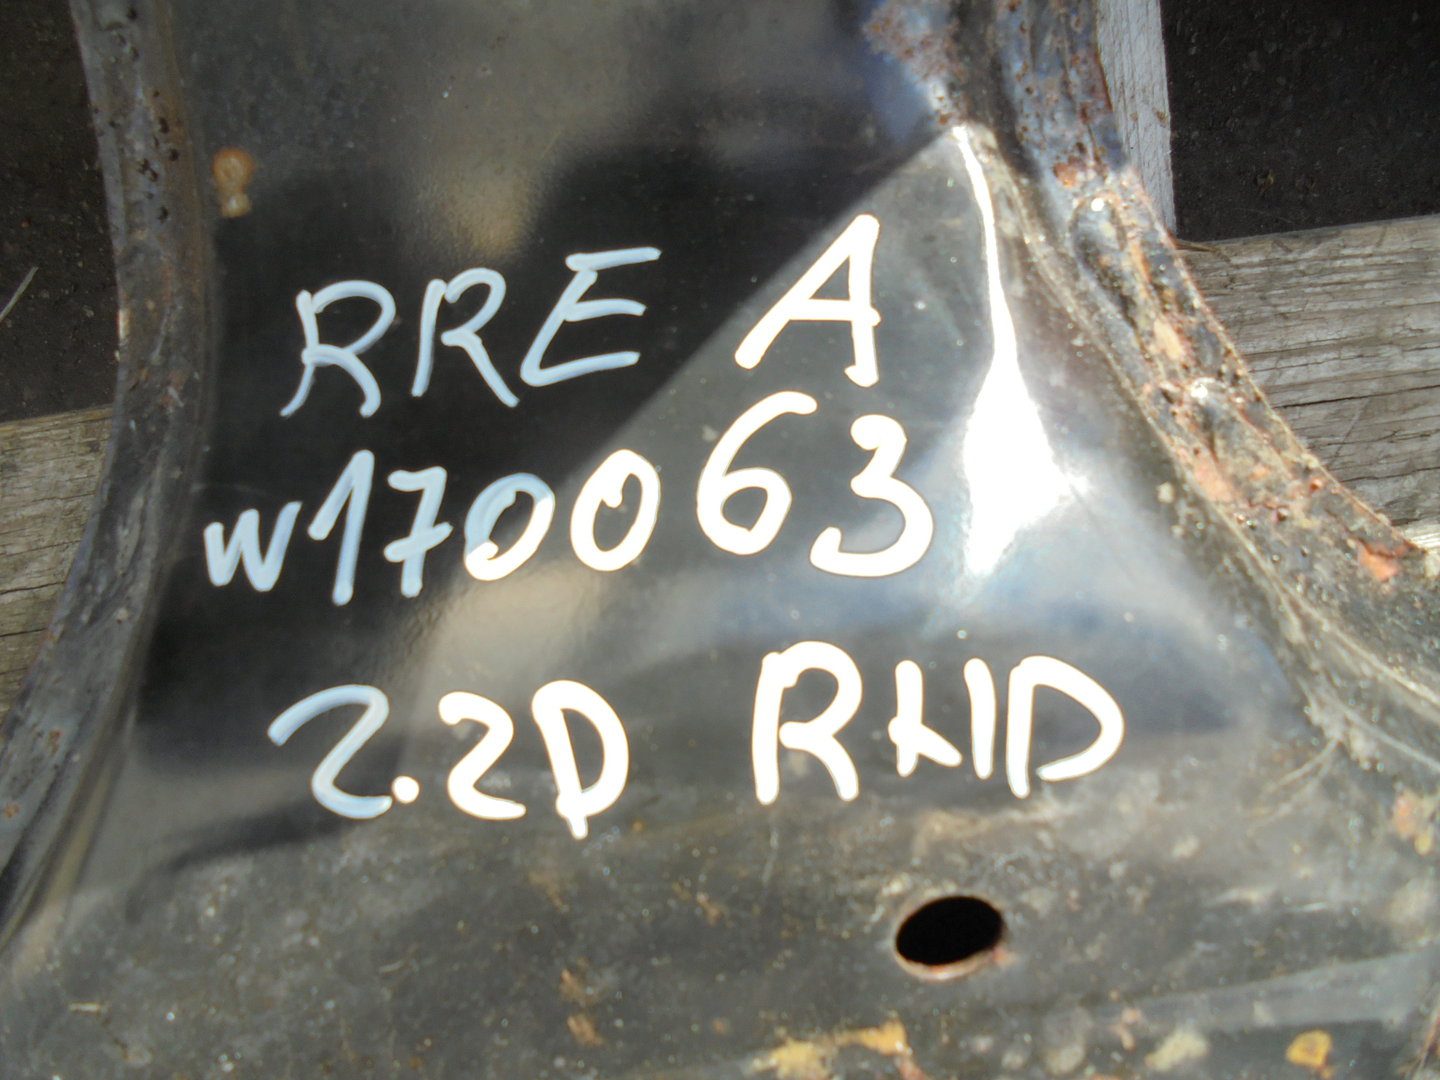 RRE A
W170063
2.2D RHD